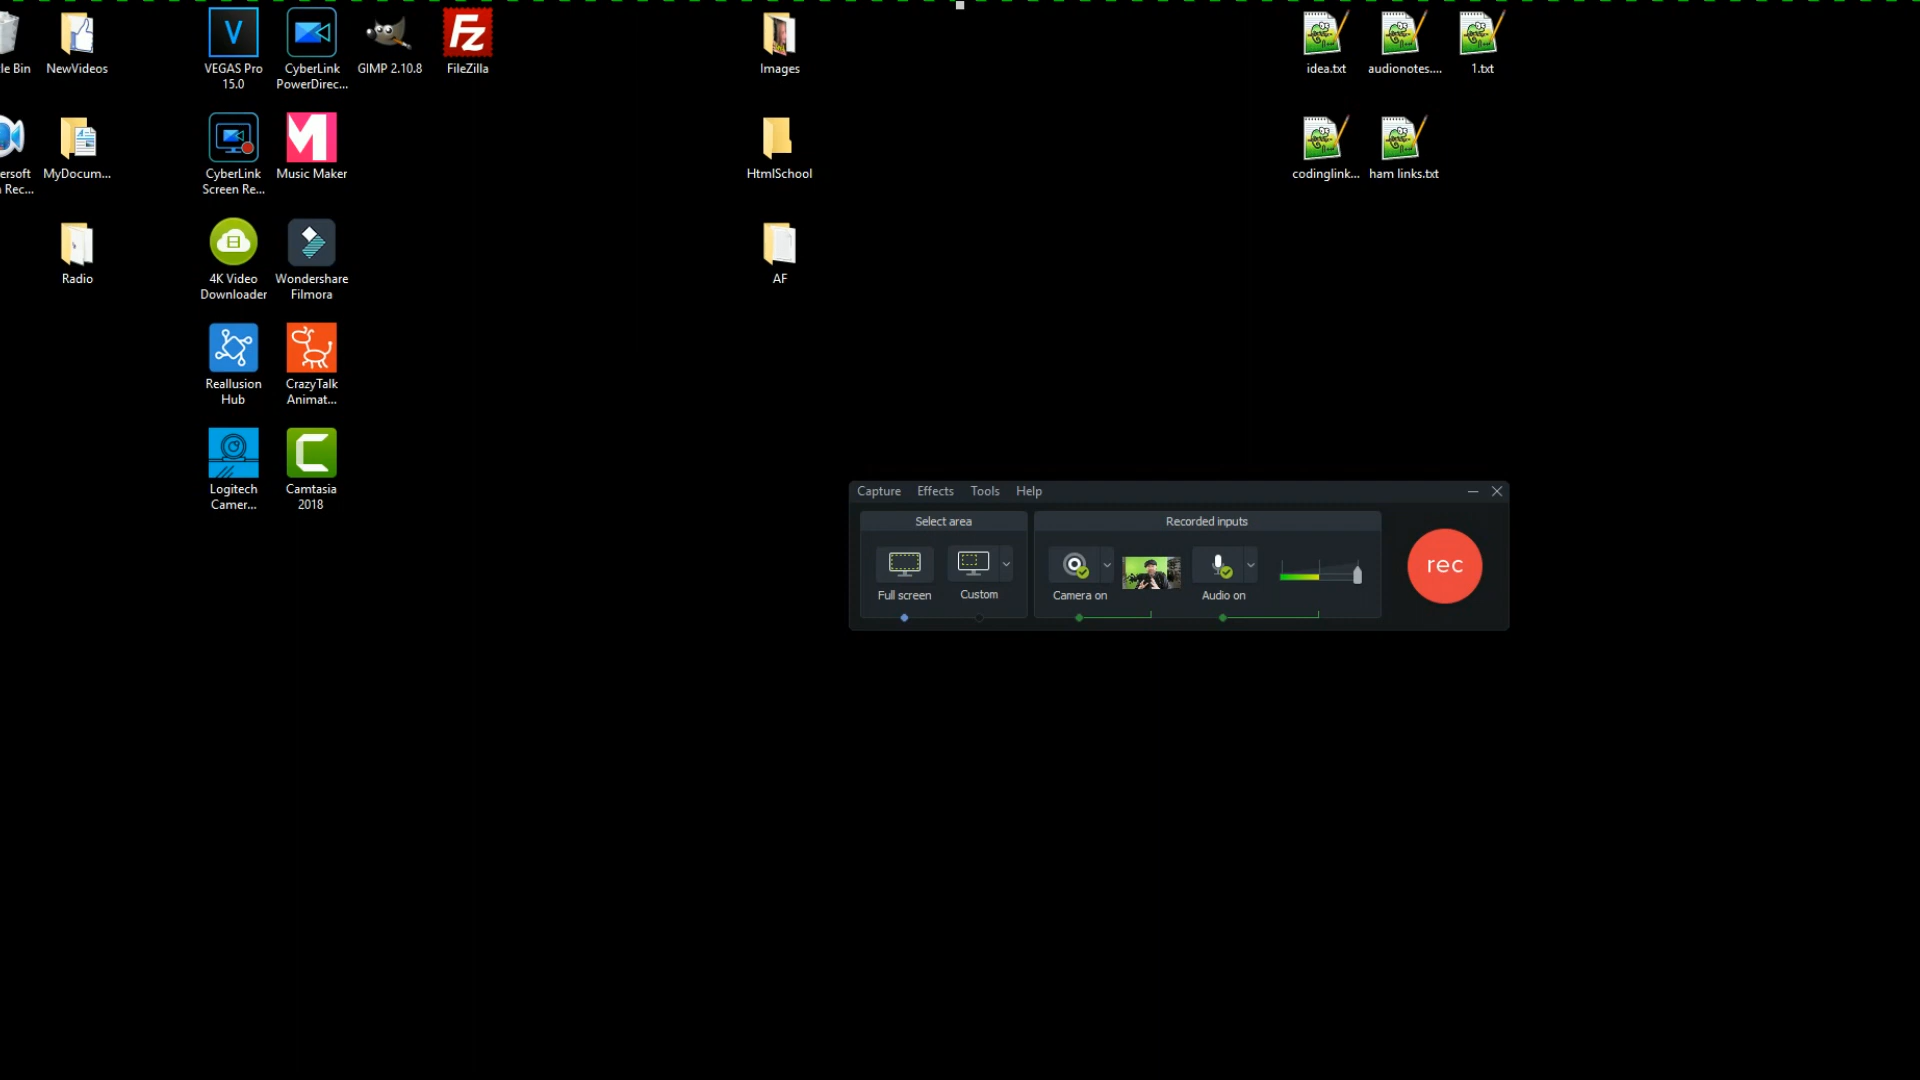 le Bin
NewVideos
VEGAS Pro
15.0
CyberLink
PowerDirec...
GIMP 2.10.8
FileZilla
Images
idea.txt
audionotes....
1.txt
ersoft
Rec...
MyDocum...
CyberLink
Screen Re...
Music Maker
HtmlSchool
codinglink...
ham links.txt
Radio
4K Video
Downloader
Wondershare
Filmora
AF
Reallusion
Hub
CrazyTalk
Animat...
Logitech
Camer...
Camtasia
2018
Capture Effects Tools Help
Select area
Recorded inputs
Full screen
Custom
Camera on
Audio on
rec